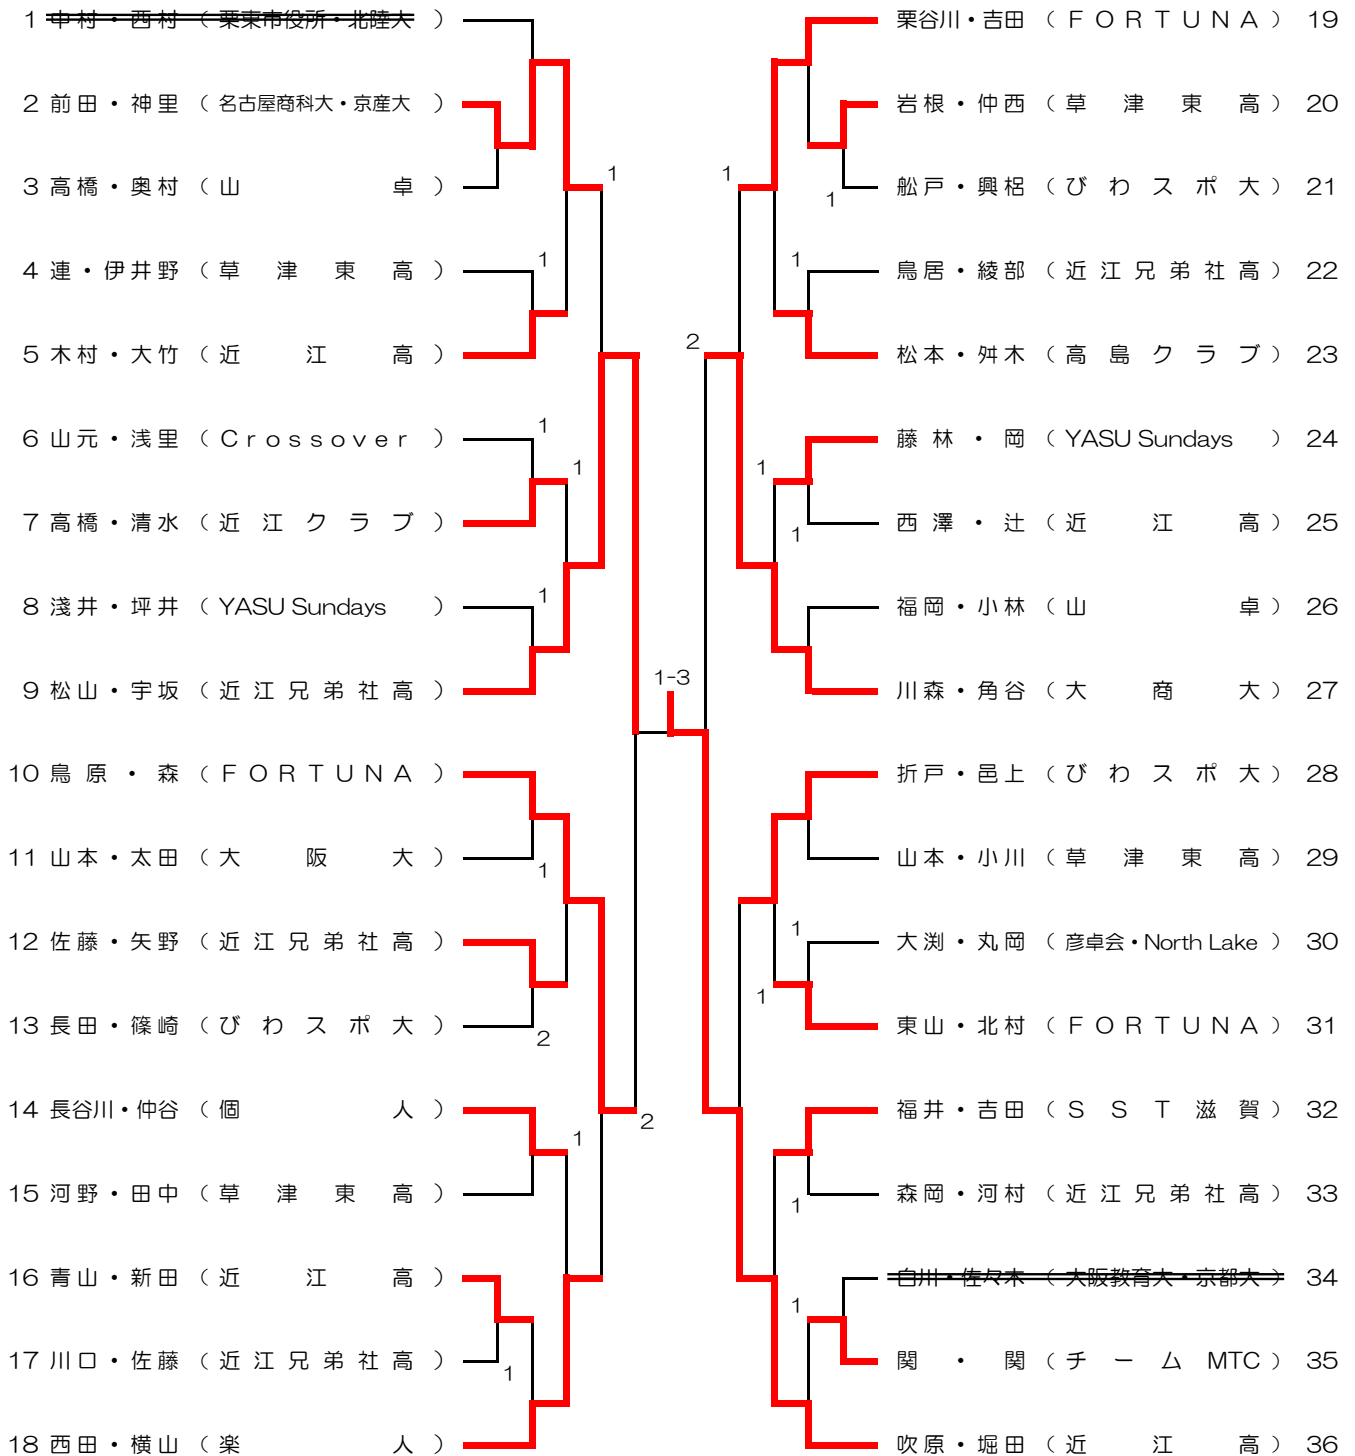 1 中村・西村 （ 栗東市役所・北陸大 ）
2 前田・神里 （ 名古屋商科大・京産大 ）
3 高橋・奥村 （ 山 卓 ）
4 連・伊井野 （ 草 津 東 高 ）
5 木村・大竹 （ 近 江 高 ）
6 山元・浅里 （ Crossover ）
7 高橋・清水 （ 近 江 ク ラ ブ ）
8 淺井・坪井 （ YASU Sundays ）
9 松山・宇坂 （ 近 江 兄 弟 社 高 ）
10 鳥原・森 （ FORTUNA ）
11 山本・太田 （ 大 阪 大 ）
12 佐藤・矢野 （ 近 江 兄 弟 社 高 ）
13 長田・篠崎 （ び わ ス ポ 大 ）
14 長谷川・仲谷 （ 個 人 ）
15 河野・田中 （ 草 津 東 高 ）
16 青山・新田 （ 近 江 高 ）
17 川口・佐藤 （ 近 江 兄 弟 社 高 ）
18 西田・横山 （ 楽 人 ）
1
1
1
1
1
1
2
1
2
1
1-3
1
1
1
2
1
1
1
1
1
1
栗谷川・吉田 （ FORTUNA ） 19
岩根・仲西 （ 草 津 東 高 ） 20
舩戸・興梠 （ び わ ス ポ 大 ） 21
鳥居・綾部 （ 近 江 兄 弟 社 高 ） 22
松本・舛木 （ 高 島 ク ラ ブ ） 23
藤林・岡 （ YASU Sundays ） 24
西澤・辻 （ 近 江 高 ） 25
福岡・小林 （ 山 卓 ） 26
川森・角谷 （ 大 商 大 ） 27
折戸・邑上 （ び わ ス ポ 大 ） 28
山本・小川 （ 草 津 東 高 ） 29
大渕・丸岡 （ 彦卓会・North Lake ） 30
東山・北村 （ FORTUNA ） 31
福井・吉田 （ S S T 滋 賀 ） 32
森岡・河村 （ 近 江 兄 弟 社 高 ） 33
白川・佐々木 （ 大阪教育大・京都大 ） 34
関・関 （ チ ー ム MTC ） 35
吹原・堀田 （ 近 江 高 ） 36